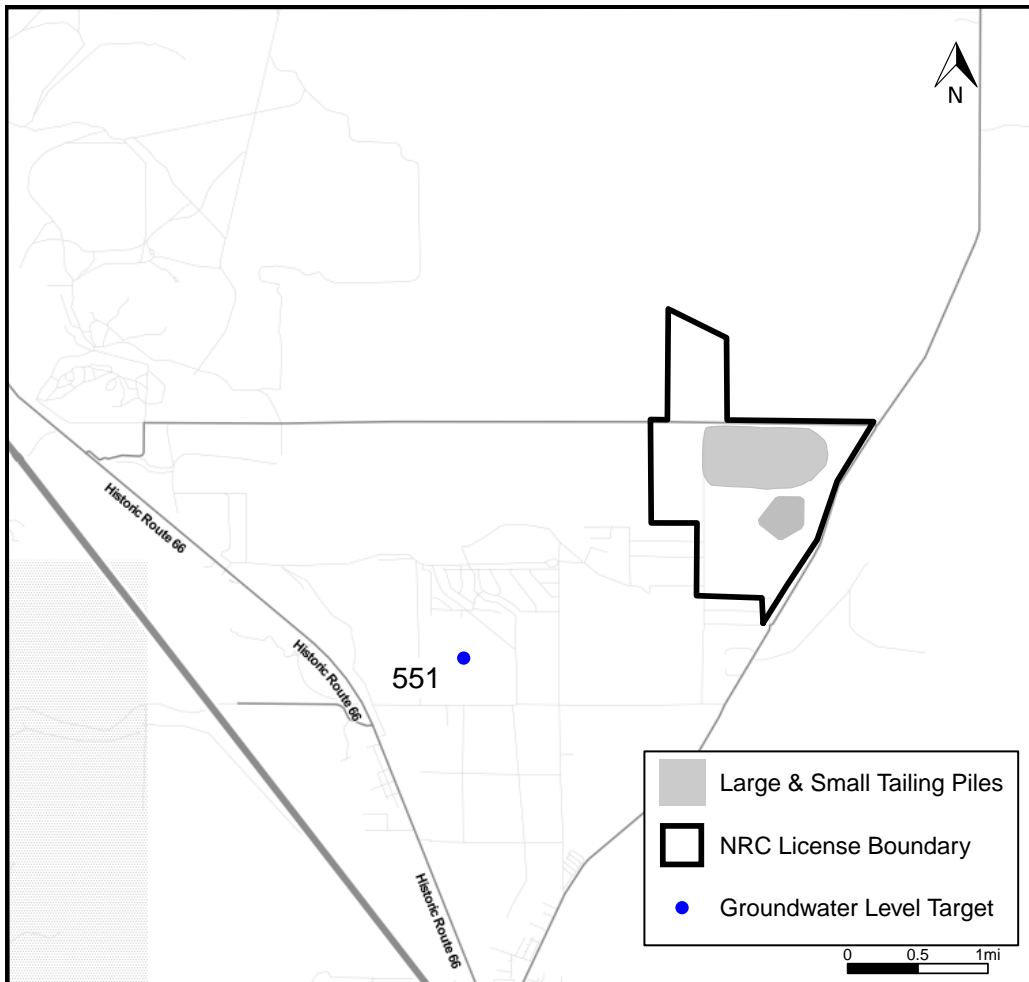 N
Historic Route 66
Historic Route 66
551
Historic Route 66
Large & Small Tailing Piles
NRC License Boundary
Groundwater Level Target
0 0.5 1mi